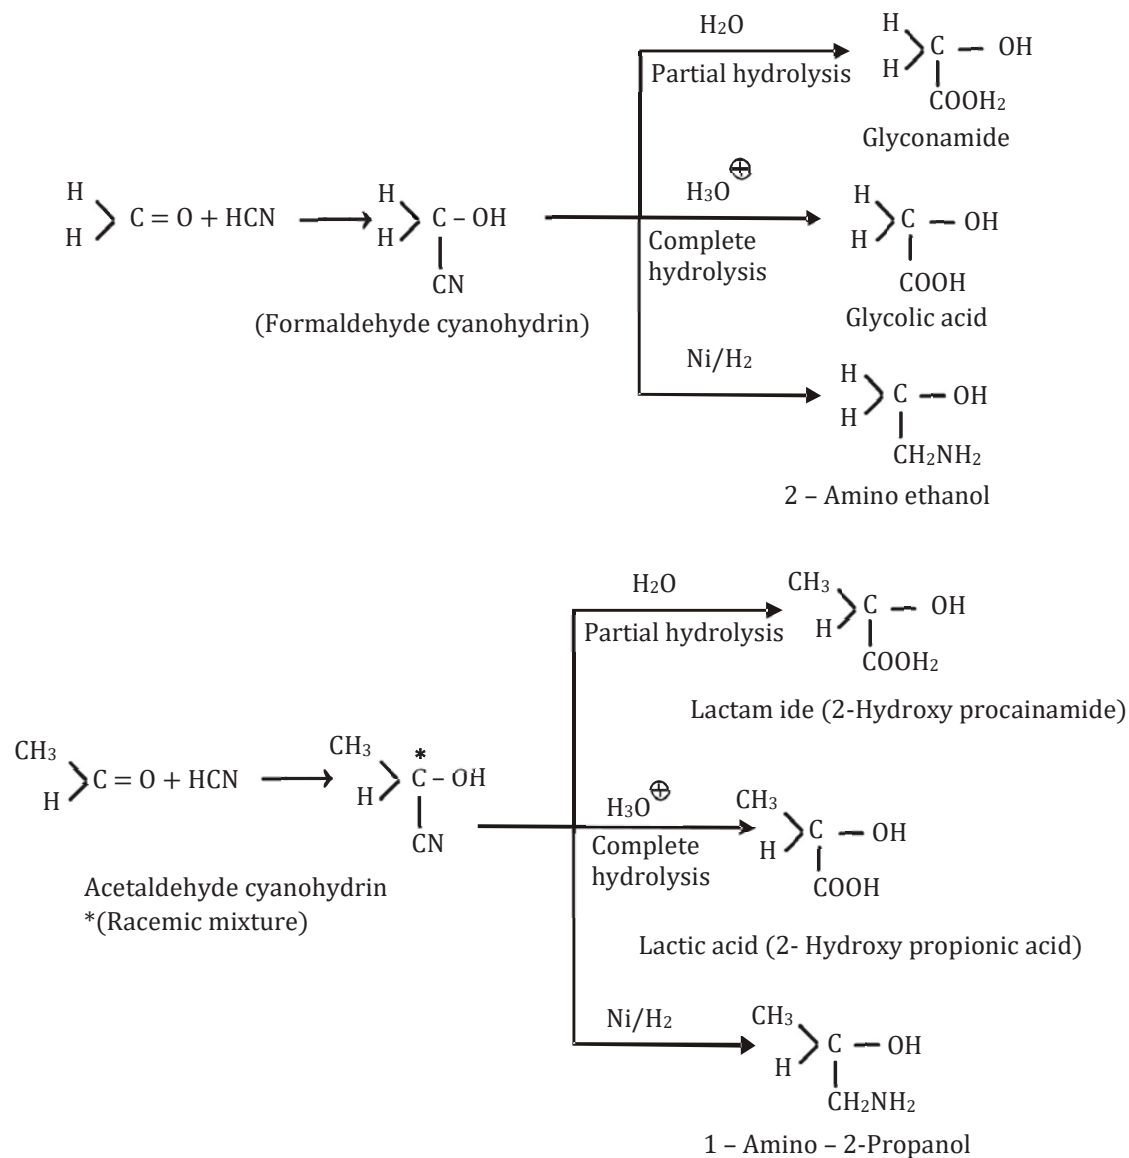 H2O
Partial hydrolysis
H
H
C — OH
COOH2
Glyconamide
H
H
C = O + HCN
H
H
C – OH
CN
(Formaldehyde cyanohydrin)
H3O⊕
Complete
hydrolysis
H
H
C — OH
COOH
Glycolic acid
Ni/H2
H
H
C — OH
CH2NH2
2 – Amino ethanol
H2O
Partial hydrolysis
CH3
H
C — OH
COOH2
Lactam ide (2-Hydroxy procainamide)
CH3
H
C = O + HCN
CH3
H
*
C – OH
CN
Acetaldehyde cyanohydrin
*(Racemic mixture)
H3O⊕
Complete
hydrolysis
CH3
H
C — OH
COOH
Lactic acid (2- Hydroxy propionic acid)
Ni/H2
CH3
H
C — OH
CH2NH2
1 – Amino – 2-Propanol